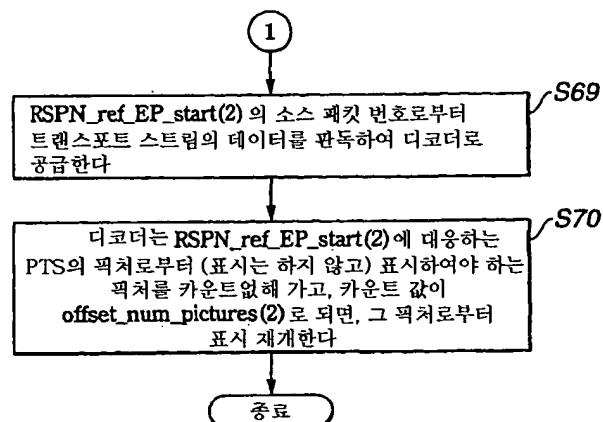 1
S69
RSPN_ref_EP_start(2) 의 소스 패킷 번호로부터
트랜스포트 스트림의 데이터를 판독하여 디코더로
공급한다
S70
디코더는 RSPN_ref_EP_start(2)에 대응하는
PTS의 픽처로부터 (표시는 하지 않고) 표시하여야 하는
픽처를 카운트없해 가고, 카운트 값이
offset_num_pictures(2)로 되면, 그 픽처로부터
표시 재개한다
종료